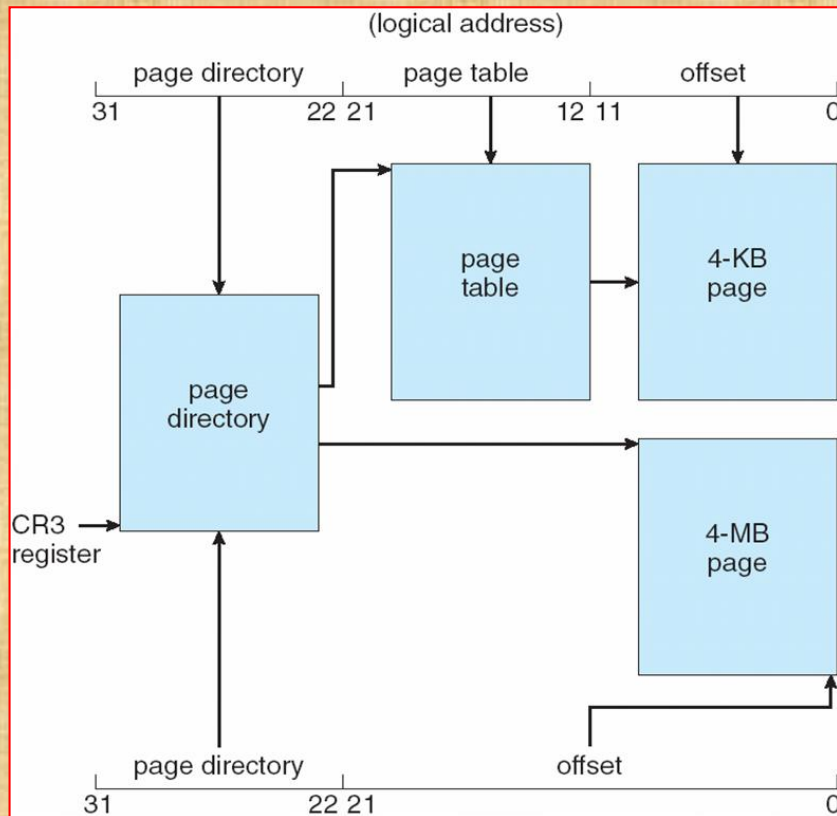 (logical address)
page directory page table offset
31 22 21 12 11 0
page
table
4-KB
page
page
directory
CR3
register
4-MB
page
page directory offset
31 22 21 0